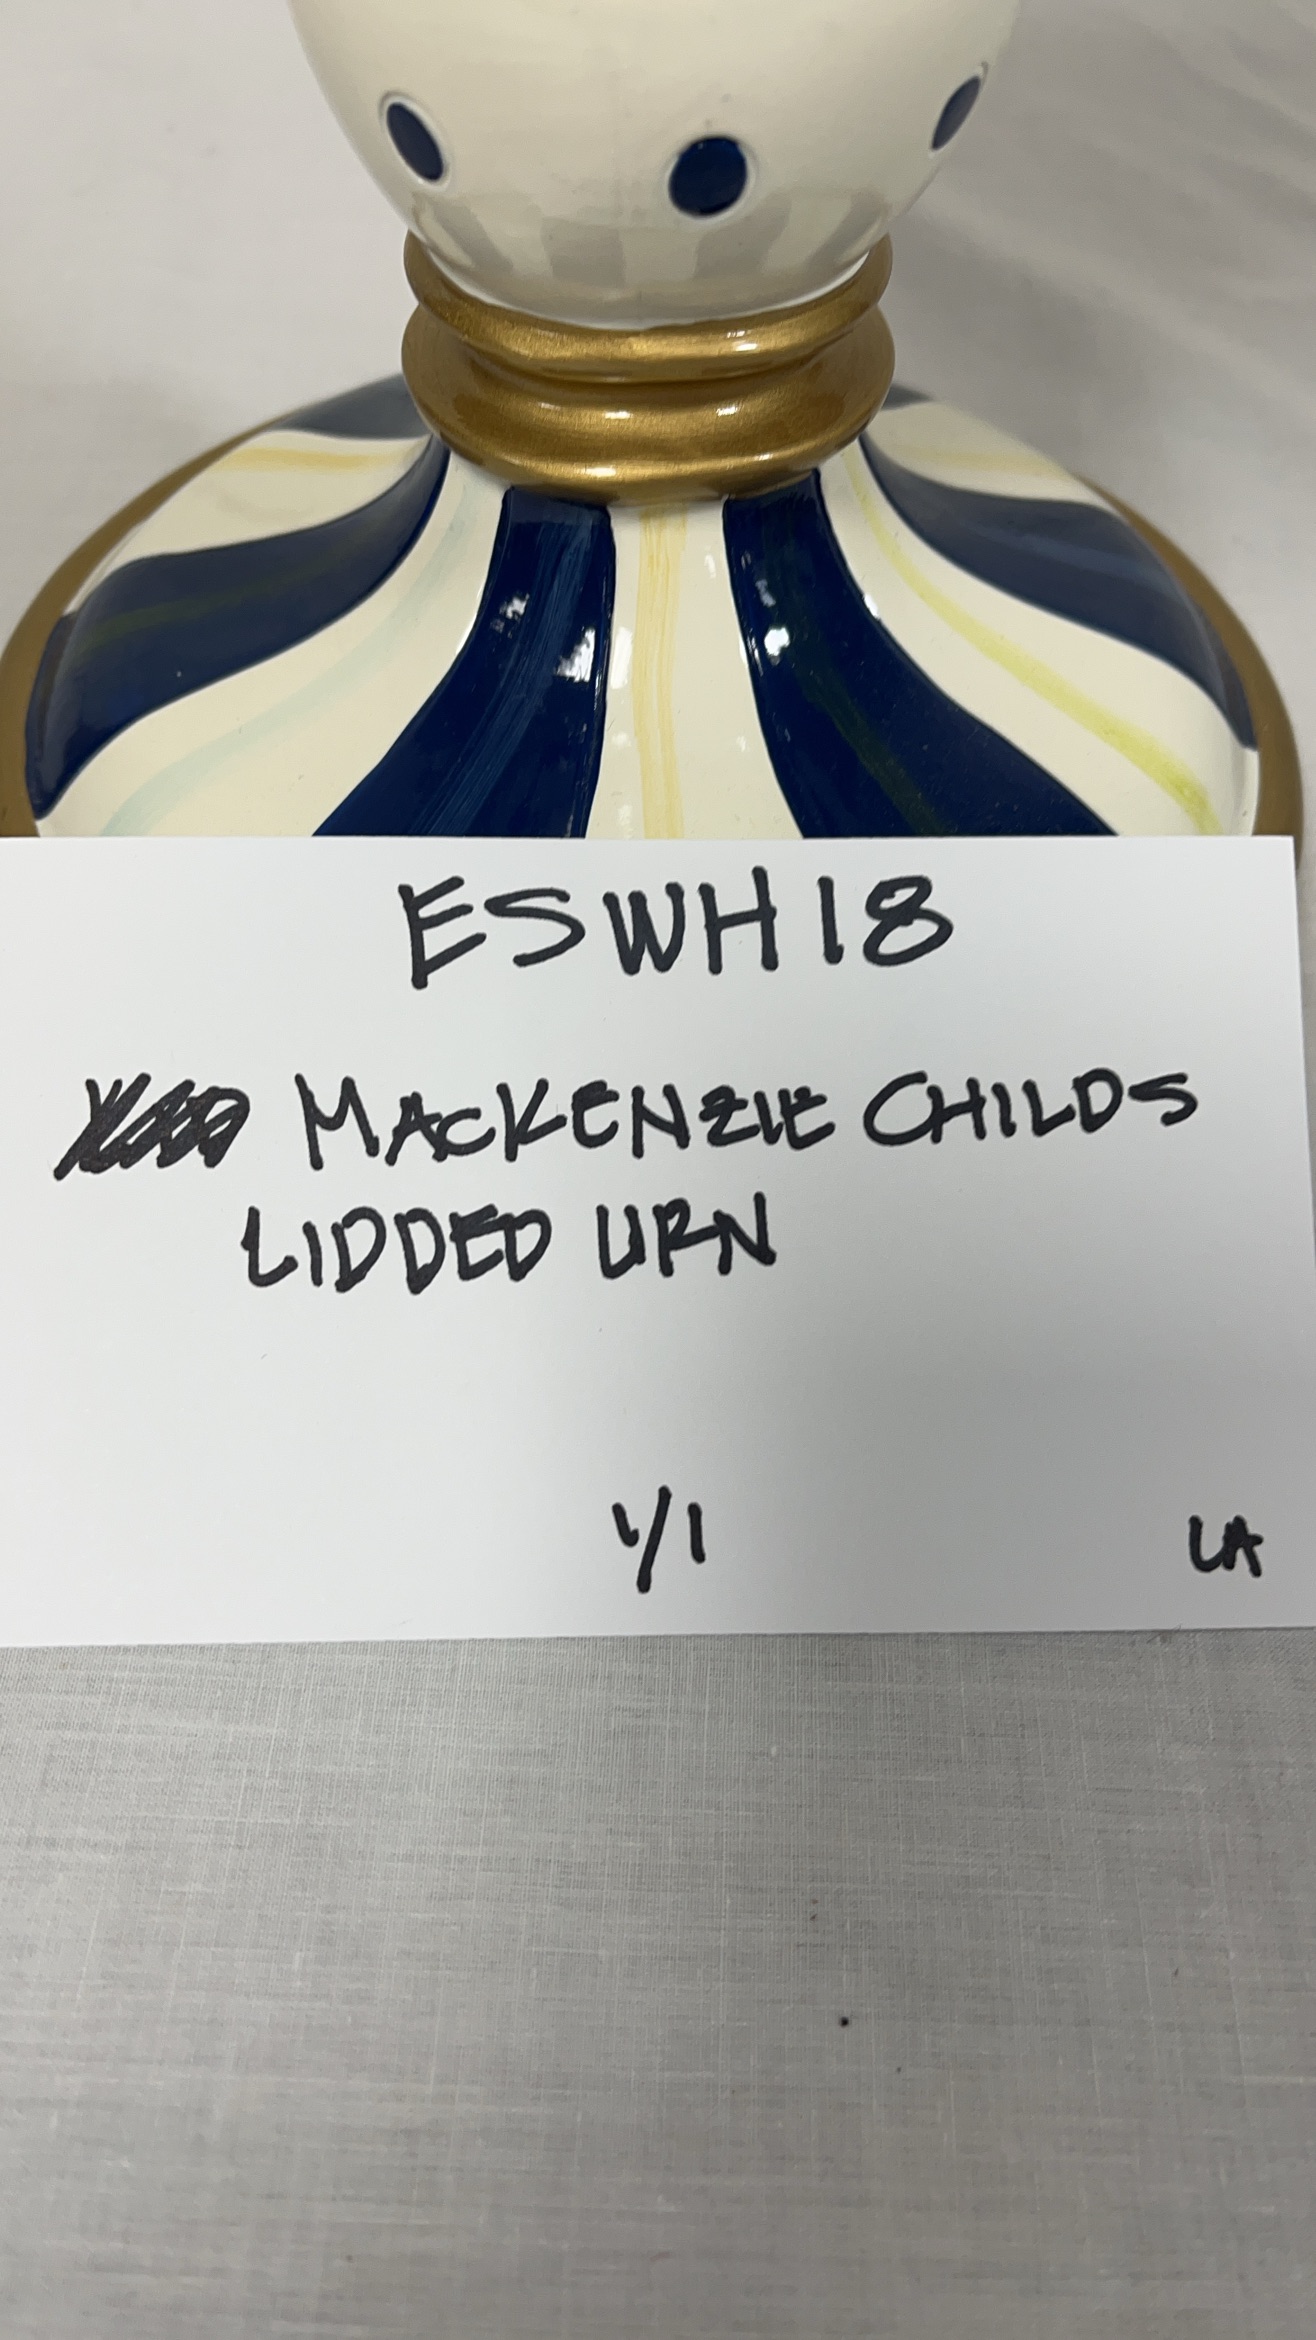 ESWH18
MACKENZIE CHILDS
LIDDED URN
1/1
LA